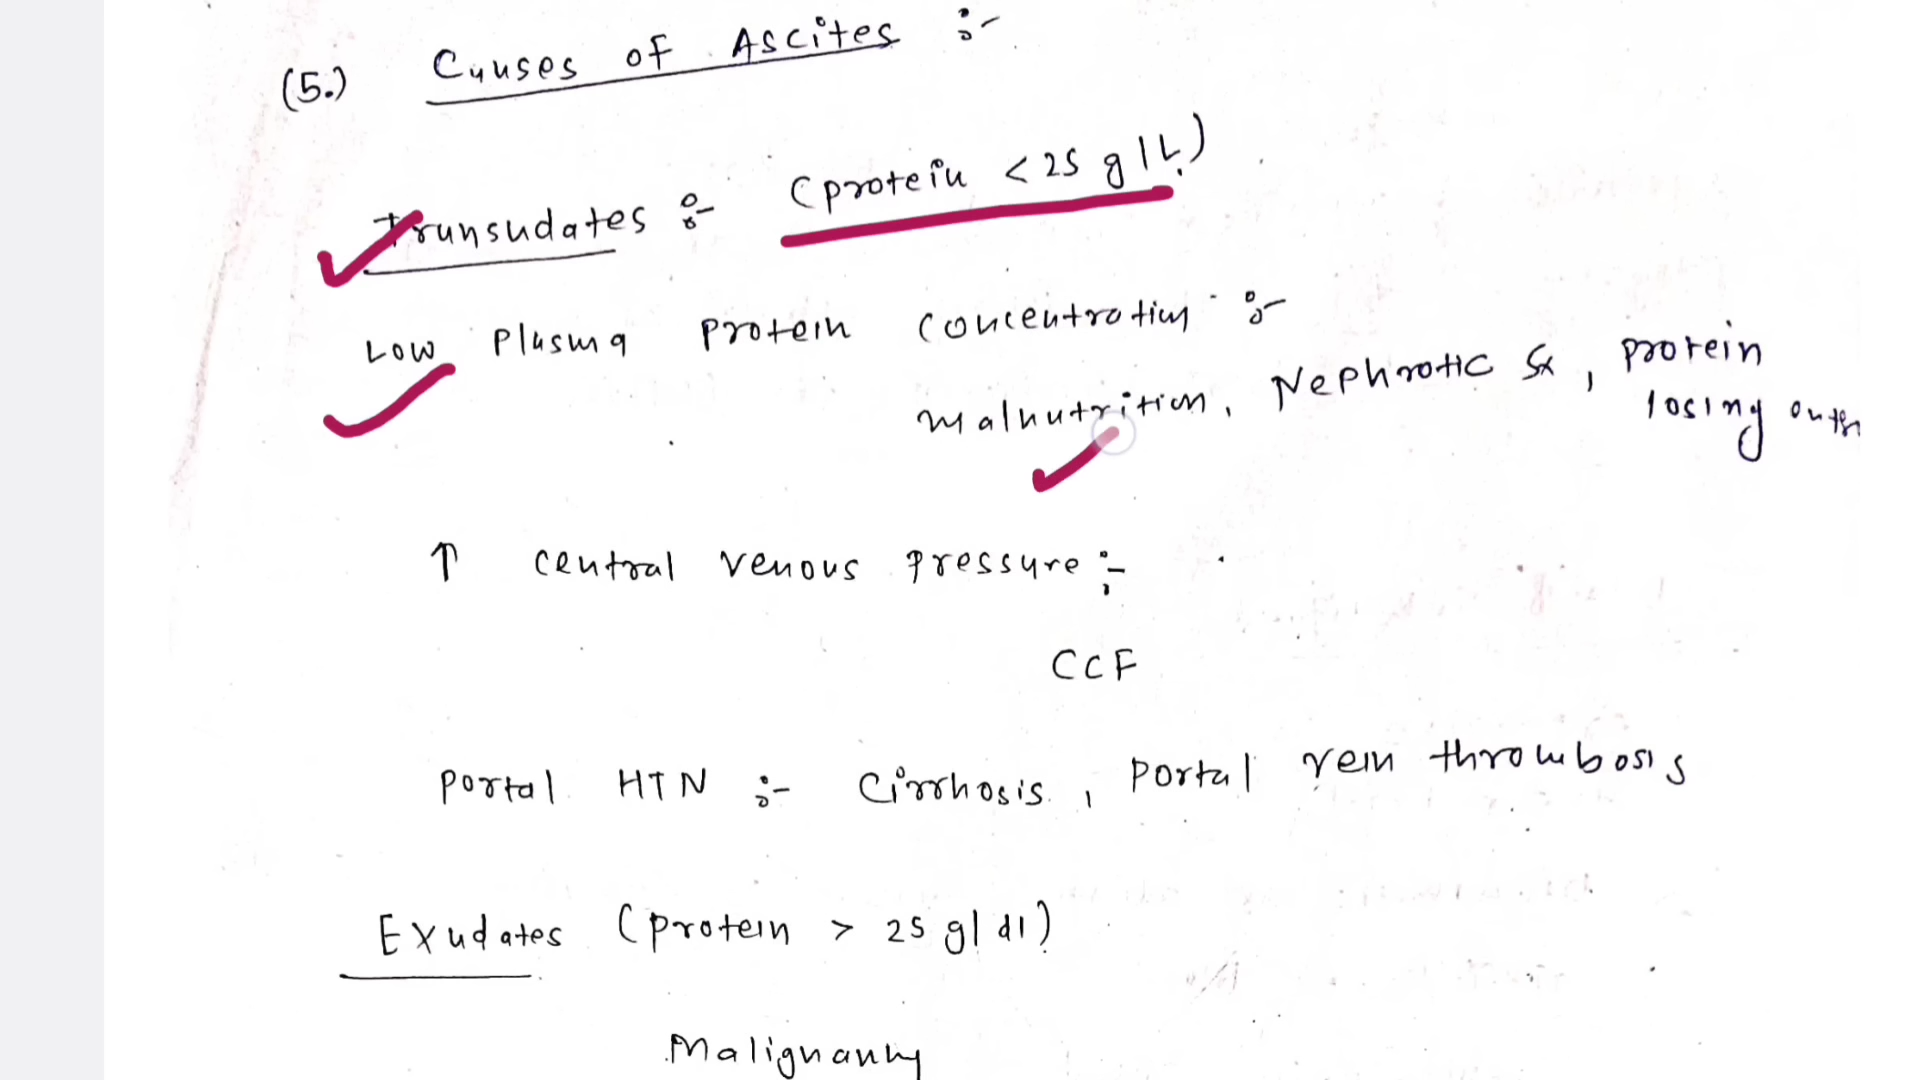 (5.) Causes of Ascites :-
Transudates :- (protein < 25 g/L)
Low Plasma Protein Concentration :-
malnutrition, Nephrotic Sx, protein
losing
↑ central venous pressure :-
CCF
Portal HTN :- Cirrhosis, Portal vein thrombosis
Exudates (protein > 25 g/dl)
Malignancy